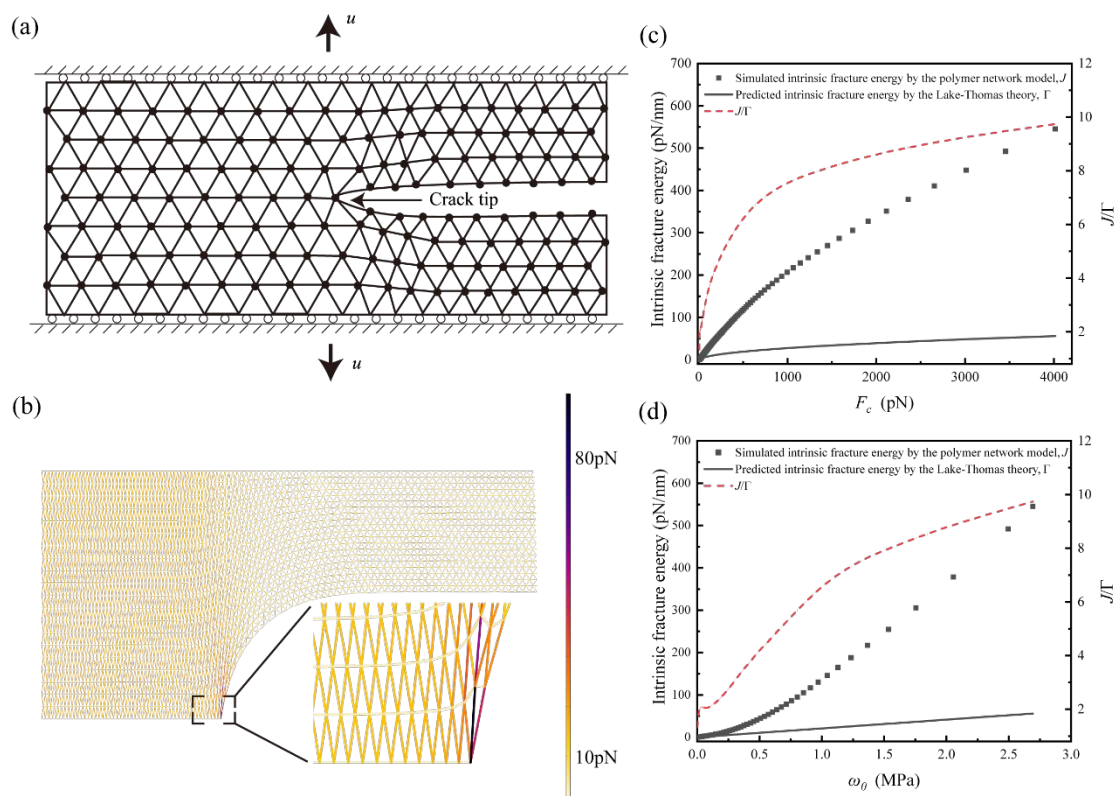 (a)
u
Crack tip
u
(b)
80pN
10pN
(c)
700
600
500
400
300
200
100
0
Intrinsic fracture energy (pN/nm)
Simulated intrinsic fracture energy by the polymer network model, J
Predicted intrinsic fracture energy by the Lake-Thomas theory, Γ
J/Γ
12
10
8
6
4
2
J/Γ
0 1000 2000 3000 4000
F_c (pN)
(d)
700
600
500
400
300
200
100
0
Intrinsic fracture energy (pN/nm)
Simulated intrinsic fracture energy by the polymer network model, J
Predicted intrinsic fracture energy by the Lake-Thomas theory, Γ
J/Γ
12
10
8
6
4
2
J/Γ
0.0 0.5 1.0 1.5 2.0 2.5 3.0
ω_0 (MPa)